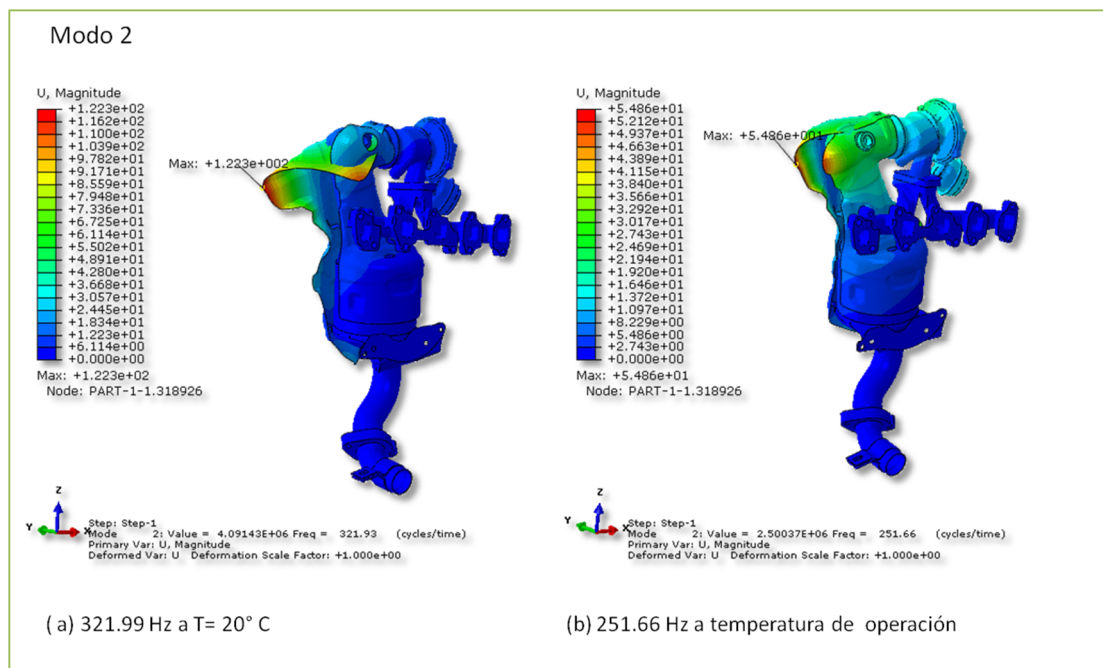 Modo 2
U, Magnitude
+1.223e+02
+1.162e+02
+1.100e+02
+1.039e+02
+9.782e+01
+9.171e+01
+8.559e+01
+7.948e+01
+7.336e+01
+6.725e+01
+6.114e+01
+5.502e+01
+4.891e+01
+4.280e+01
+3.668e+01
+3.057e+01
+2.445e+01
+1.834e+01
+1.223e+01
+6.114e+00
+0.000e+00
Max: +1.223e+02
Node: PART-1-1.318926
Max: +1.223e+002
Z
Y
X
Step: Step-1
Mode 2: Value = 4.09143E+06 Freq = 321.93 (cycles/time)
Primary Var: U, Magnitude
Deformed Var: U Deformation Scale Factor: +1.000e+00
( a) 321.99 Hz a T= 20° C
U, Magnitude
+5.486e+01
+5.212e+01
+4.937e+01
+4.663e+01
+4.389e+01
+4.115e+01
+3.840e+01
+3.566e+01
+3.292e+01
+3.017e+01
+2.743e+01
+2.469e+01
+2.194e+01
+1.920e+01
+1.646e+01
+1.372e+01
+1.097e+01
+8.229e+00
+5.486e+00
+2.743e+00
+0.000e+00
Max: +5.486e+01
Node: PART-1-1.318926
Max: +5.486e+001
Z
Y
X
Step: Step-1
Mode 2: Value = 2.50037E+06 Freq = 251.66 (cycles/time)
Primary Var: U, Magnitude
Deformed Var: U Deformation Scale Factor: +1.000e+00
(b) 251.66 Hz a temperatura de operación